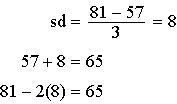 sd = (81 − 57)/3 = 8
57 + 8 = 65
81 − 2(8) = 65